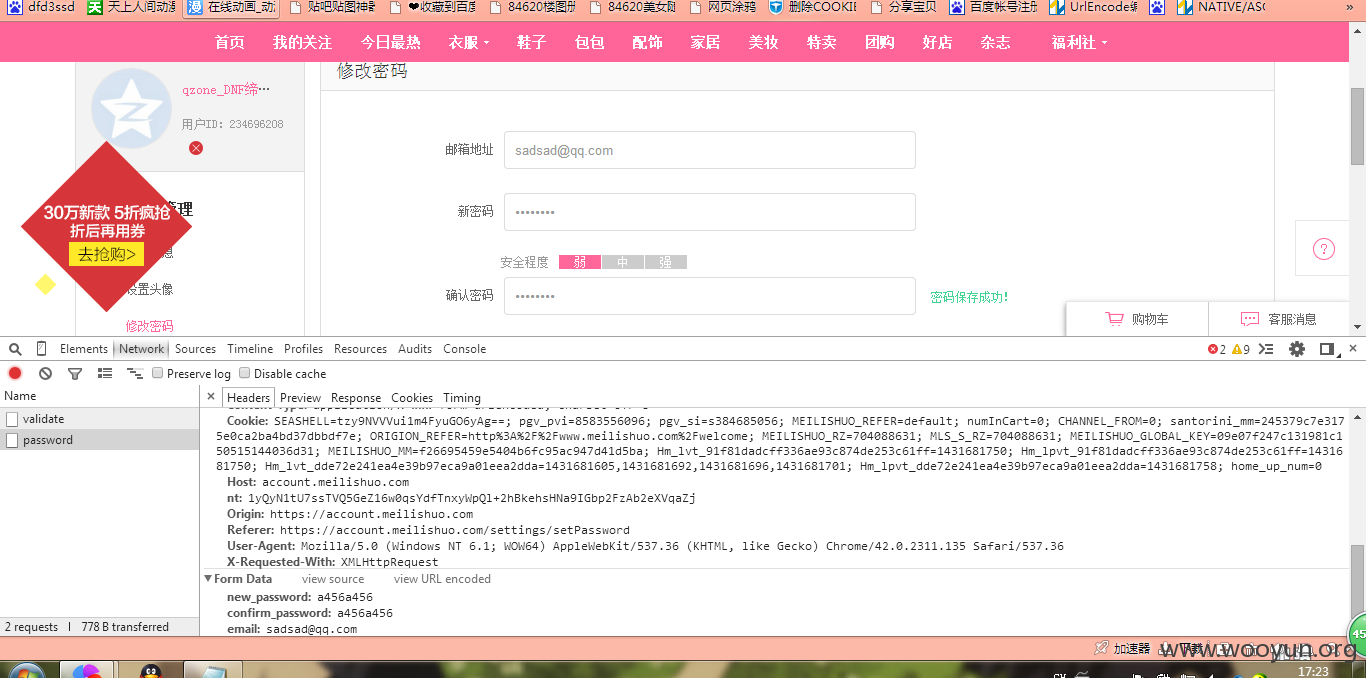 dfd3ssd 天上人间动漫 在线动画_动 贴吧贴图神器 ❤收藏到百度 84620楼图册 84620美女网 网页涂鸦 删除COOKIE 分享宝贝 百度帐号注册 UrlEncode编 NATIVE/ASC »
首页 我的关注 今日最热 衣服 鞋子 包包 配饰 家居 美妆 特卖 团购 好店 杂志 福利社
修改密码
qzone_DNF缔…
用户ID: 234696208
邮箱地址 sadsad@qq.com
30万新款 5折疯抢
折后再用券
去抢购>
管理
新密码 ••••••••
安全程度 弱 中 强
设置头像
确认密码 •••••••• 密码保存成功!
修改密码
购物车 客服消息
Elements Network Sources Timeline Profiles Resources Audits Console 2 9
Preserve log Disable cache
Name × Headers Preview Response Cookies Timing
validate
password
Cookie: SEASHELL=tzy9NVVVui1m4FyuGO6yAg==; pgv_pvi=8583556096; pgv_si=s384685056; MEILISHUO_REFER=default; numInCart=0; CHANNEL_FROM=0; santorini_mm=245379c7e317
5e0ca2ba4bd37dbbdf7e; ORIGION_REFER=http%3A%2F%2Fwww.meilishuo.com%2Fwelcome; MEILISHUO_RZ=704088631; MLS_S_RZ=704088631; MEILISHUO_GLOBAL_KEY=09e07f247c131981c
15051514​4036d31; MEILISHUO_MM=f26695459e5404b6fc95ac947d41d5ba; Hm_lvt_91f81dadcff336ae93c874de253c61ff=1431681750; Hm_lpvt_91f81dadcff336ae93c874de253c61ff=14316
81750; Hm_lvt_dde72e241ea4e39b97eca9a01eea2dda=1431681605,1431681692,1431681696,1431681701; Hm_lpvt_dde72e241ea4e39b97eca9a01eea2dda=1431681758; home_up_num=0
Host: account.meilishuo.com
nt: 1yQyN1tU7ssTVQ5GeZ16w0qsYdfTnxyWpQl+2hBkehsHNa9IGbp2FzAb2eXVqaZj
Origin: https://account.meilishuo.com
Referer: https://account.meilishuo.com/settings/setPassword
User-Agent: Mozilla/5.0 (Windows NT 6.1; WOW64) AppleWebKit/537.36 (KHTML, like Gecko) Chrome/42.0.2311.135 Safari/537.36
X-Requested-With: XMLHttpRequest
Form Data view source view URL encoded
new_password: a456a456
confirm_password: a456a456
email: sadsad@qq.com
2 requests | 778 B transferred
45
加速器 下载
www.wooyun.org
17:23